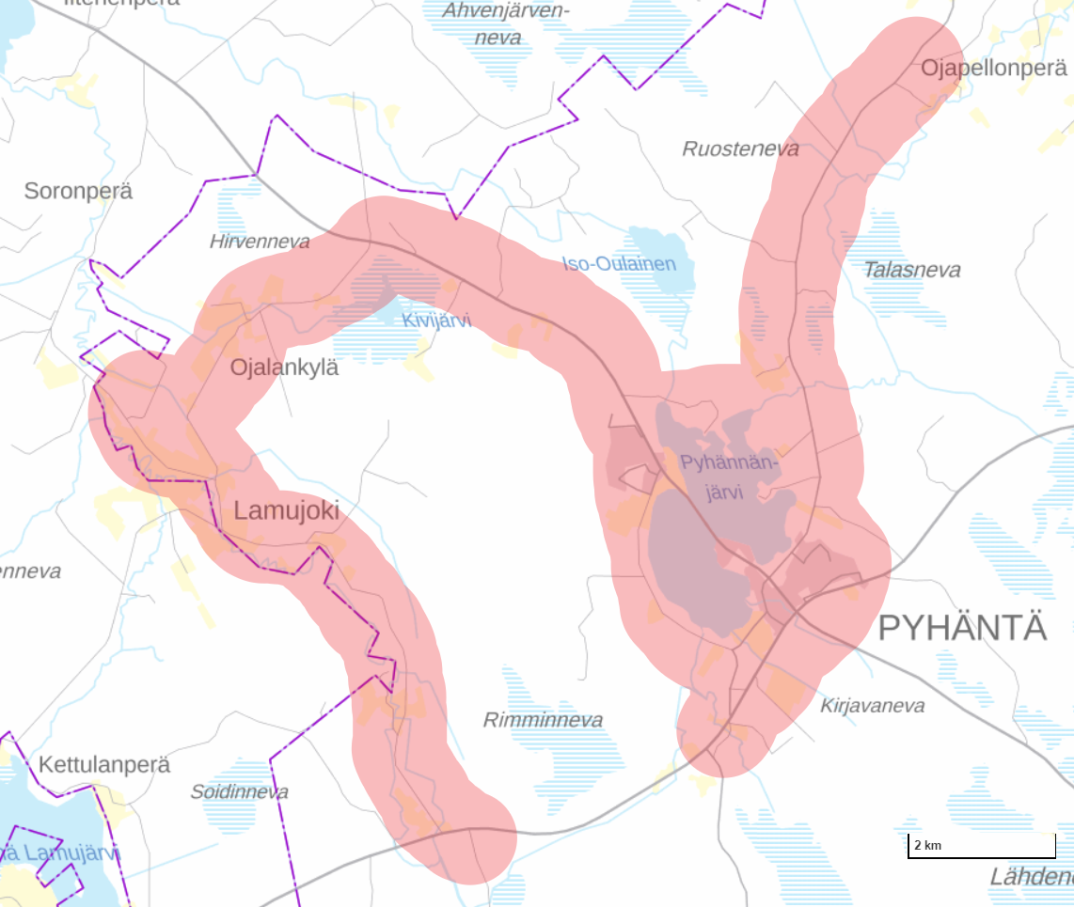 Ahvenjärven-
neva
Ojapellonperä
Ruosteneva
Soronperä
Hirvenneva
Iso-Oulainen
Talasneva
Kivijärvi
Ojalankylä
Pyhännän-
järvi
Lamujoki
enneva
PYHÄNTÄ
Rimminneva
Kirjavaneva
Kettulanperä
Soidinneva
2 km
ä Lamujärvi
Lähden